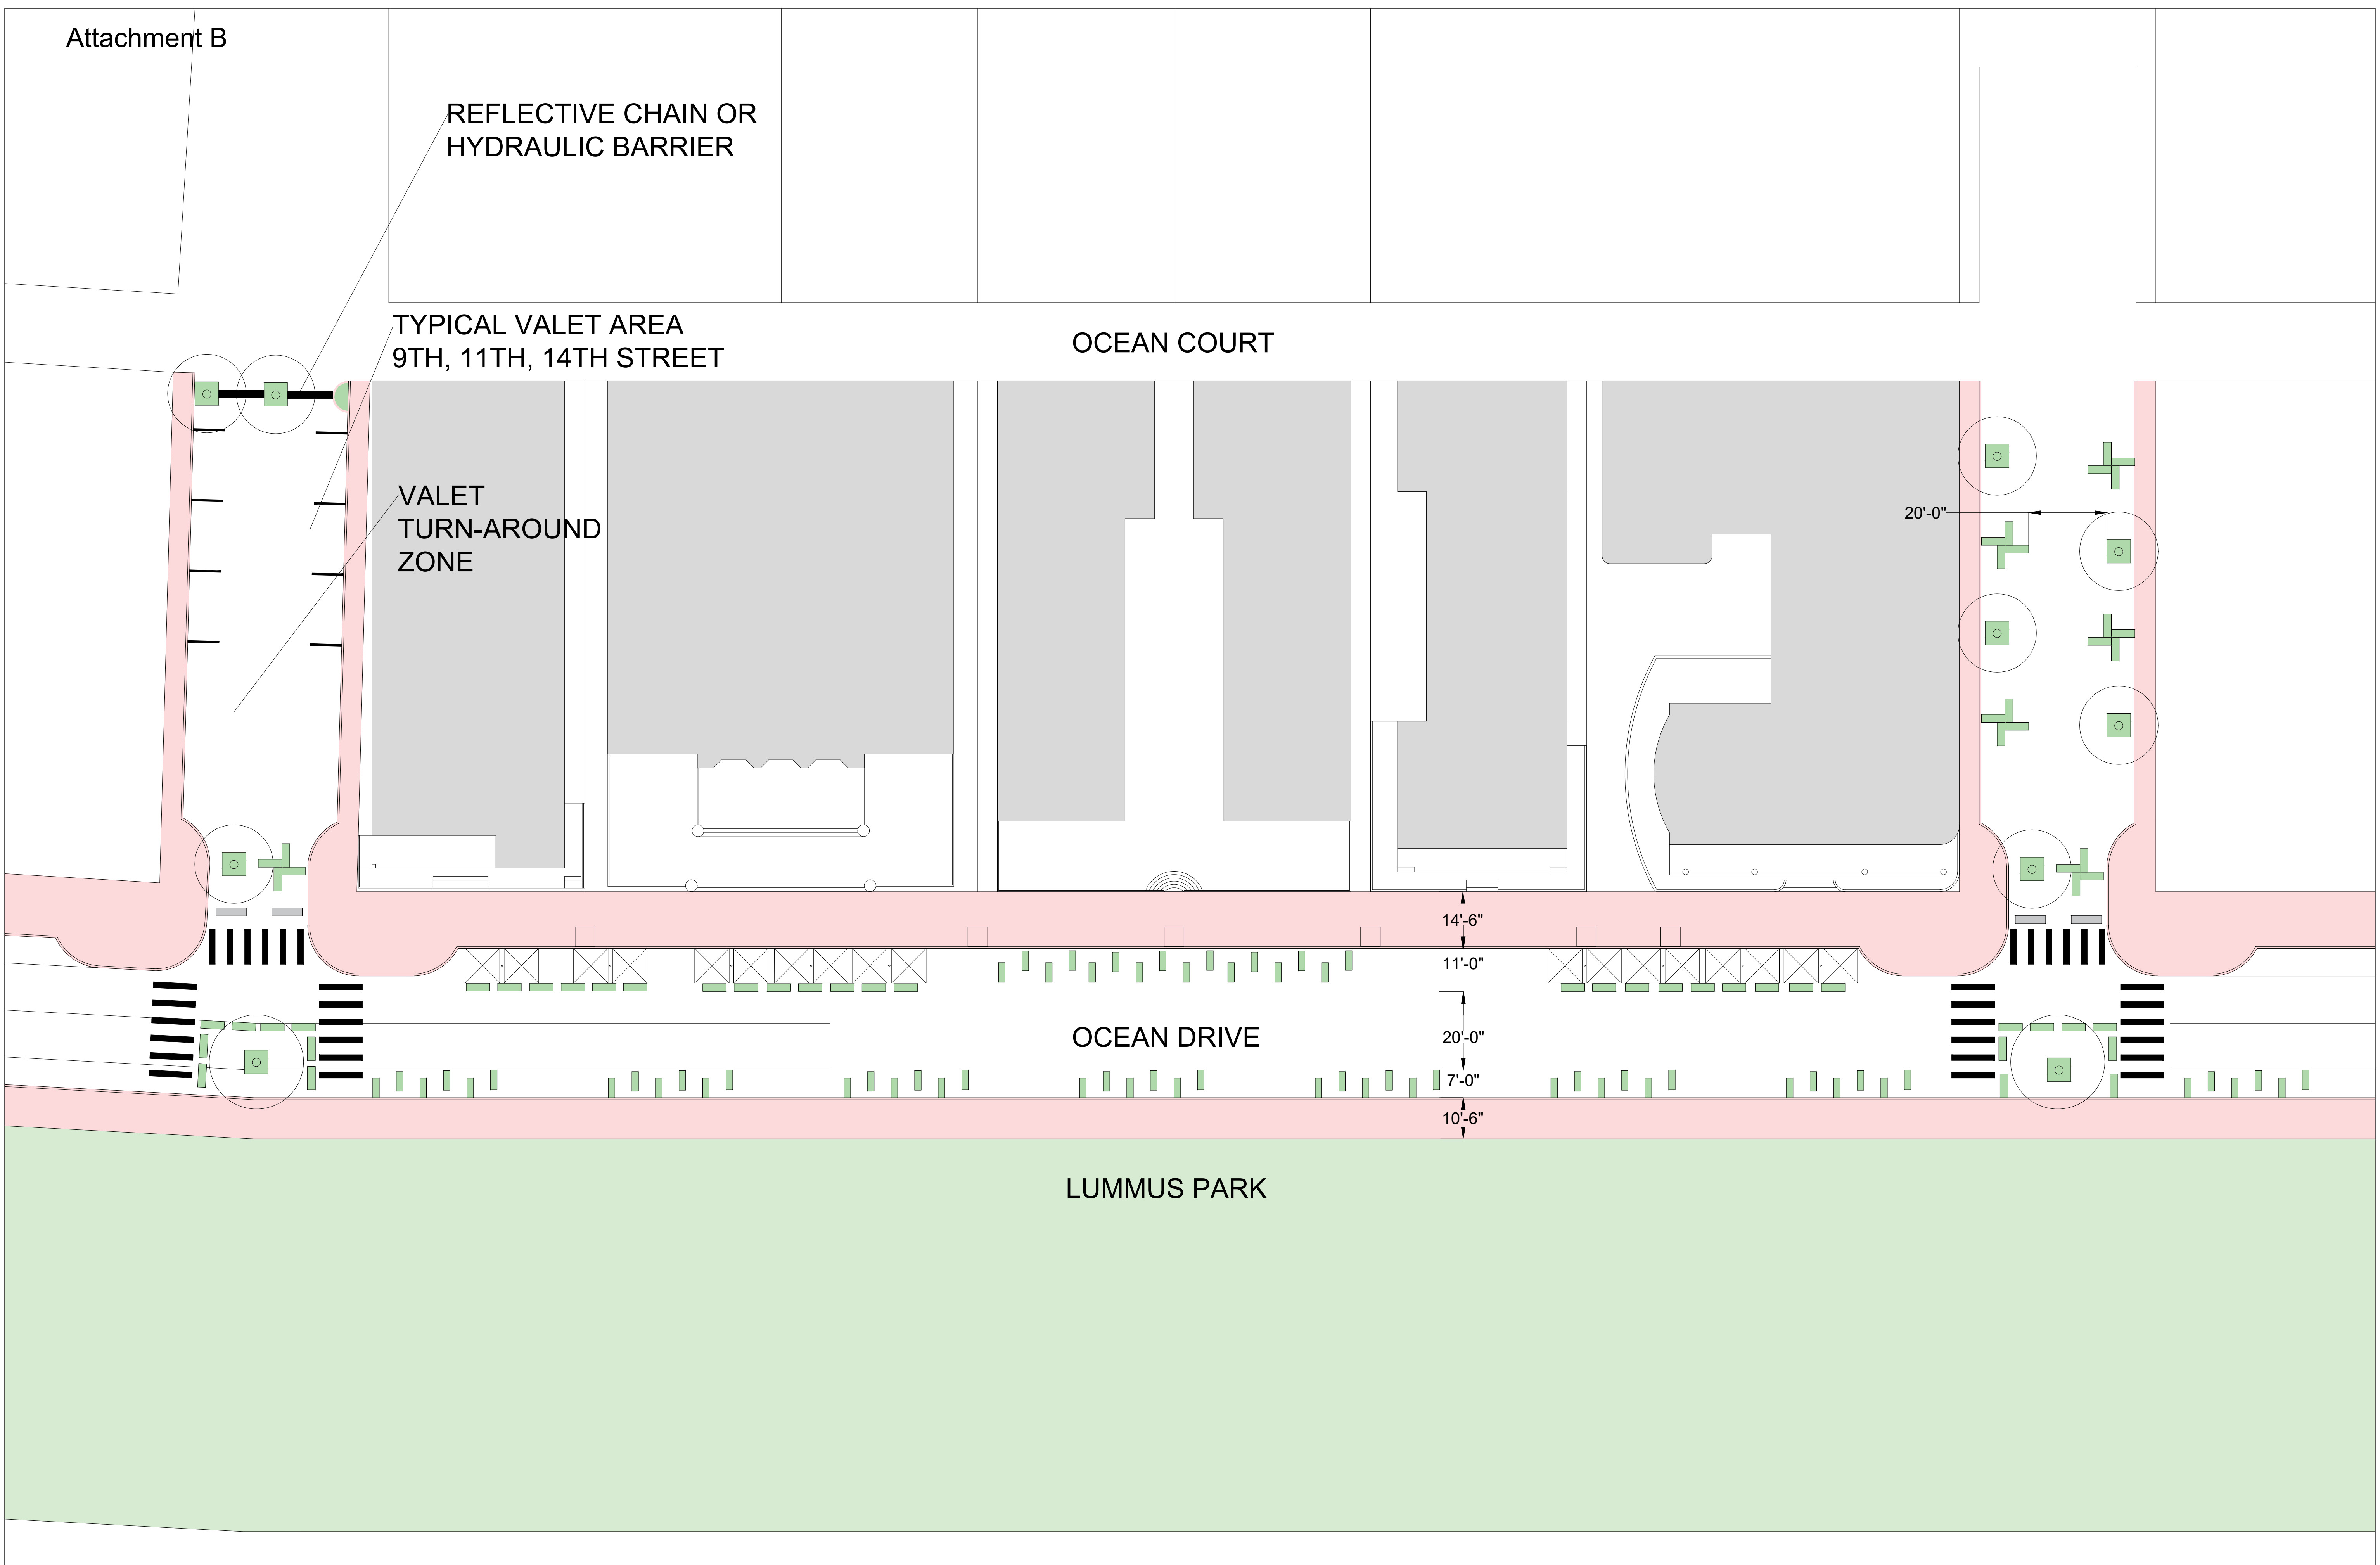 Attachment B
REFLECTIVE CHAIN OR
HYDRAULIC BARRIER
TYPICAL VALET AREA
9TH, 11TH, 14TH STREET
OCEAN COURT
VALET
TURN-AROUND
ZONE
20'-0"
14'-6"
11'-0"
OCEAN DRIVE
20'-0"
7'-0"
10'-6"
LUMMUS PARK